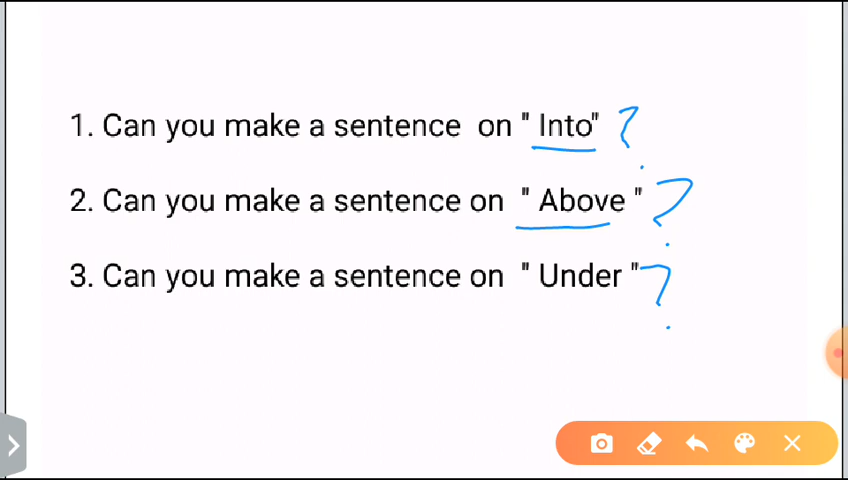 1. Can you make a sentence on " Into" ?
2. Can you make a sentence on " Above " ?
3. Can you make a sentence on " Under " ?